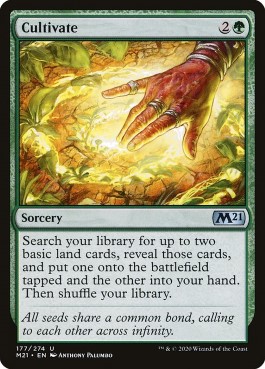 Cultivate 2
Sorcery M21
Search your library for up to two
basic land cards, reveal those cards,
and put one onto the battlefield
tapped and the other into your hand.
Then shuffle your library.
All seeds share a common bond, calling
to each other across infinity.
177/274 U
M21 • EN Anthony Palumbo ™ & © 2020 Wizards of the Coast